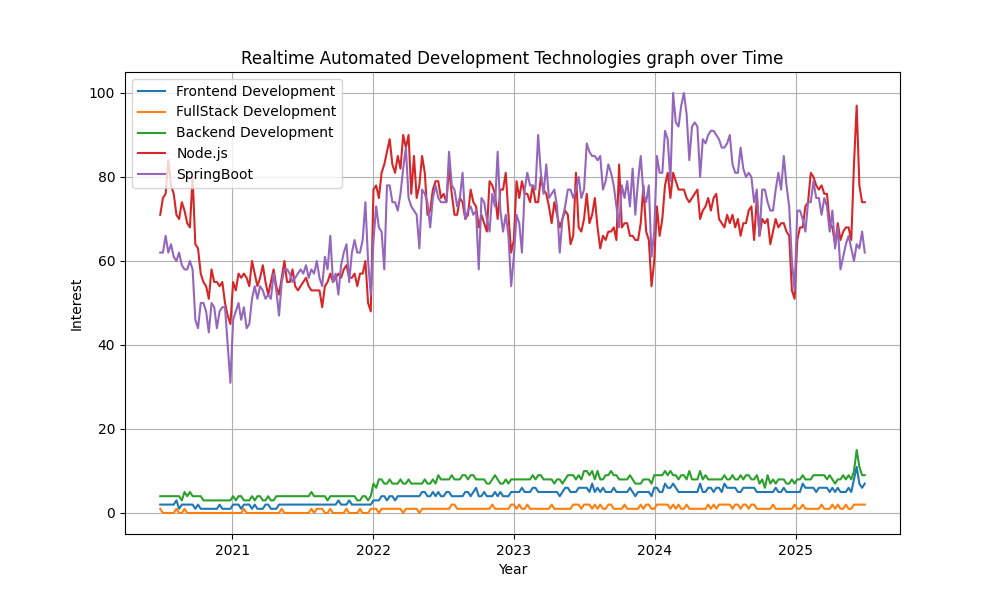 Realtime Automated Development Technologies graph over Time
Frontend Development
FullStack Development
Backend Development
Node.js
SpringBoot
100
80
60
40
20
0
Interest
2021 2022 2023 2024 2025
Year